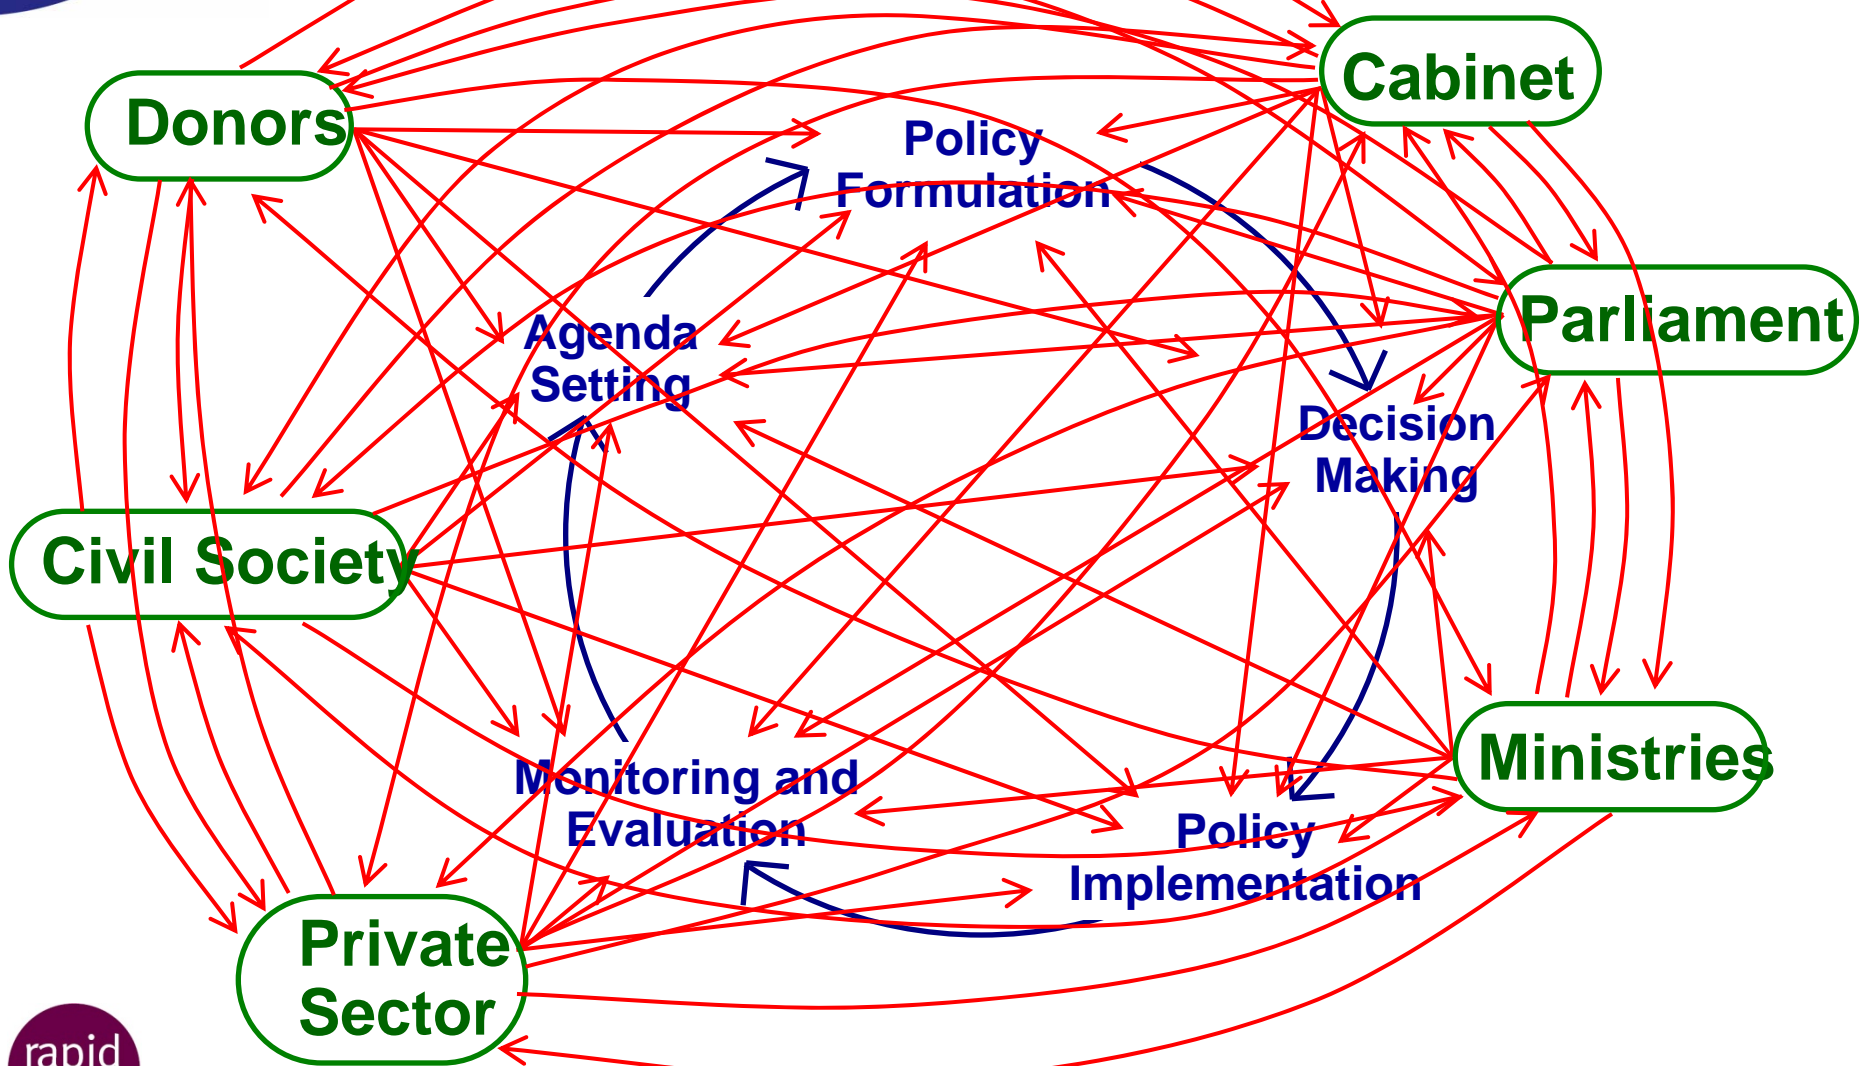 Cabinet
Donors
Policy
Formulation
Agenda
Setting
Parliament
Decision
Making
Civil Society
Monitoring and
Evaluation
Ministries
Policy
Implementation
Private
Sector
rapid